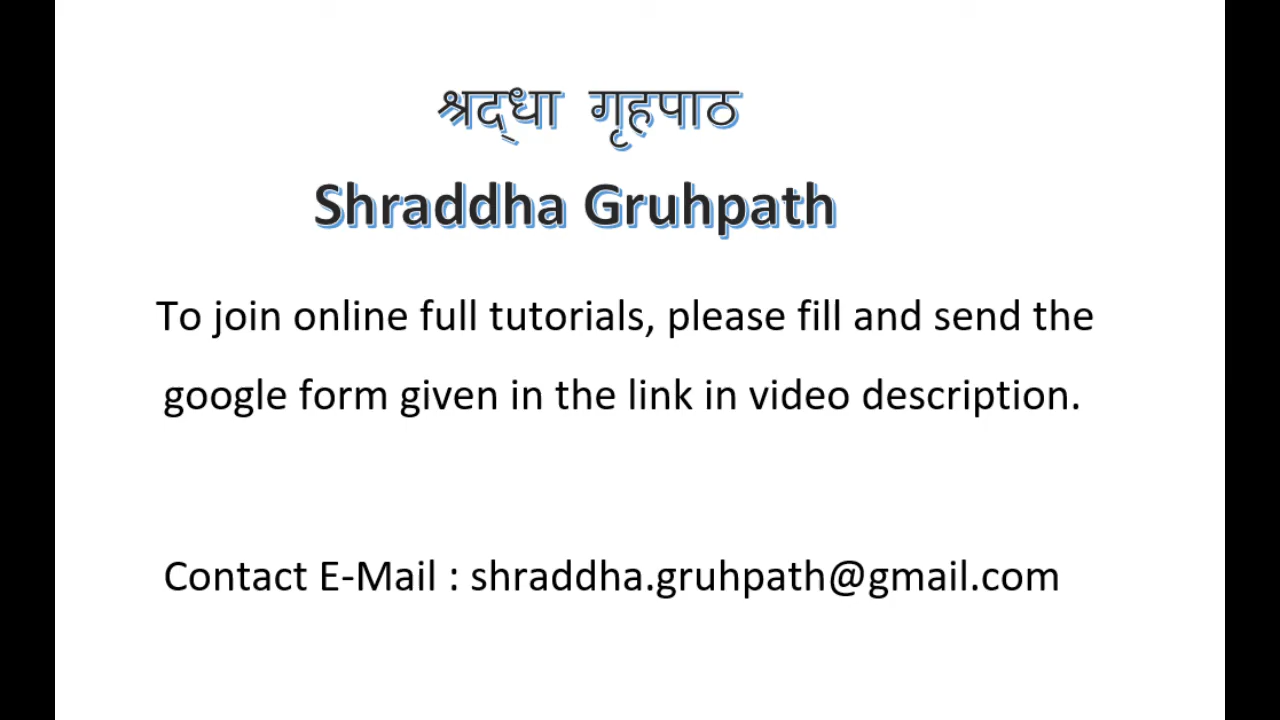 श्रद्‌धा गृहपाठ
Shraddha Gruhpath
To join online full tutorials, please fill and send the
google form given in the link in video description.
Contact E-Mail : shraddha.gruhpath@gmail.com